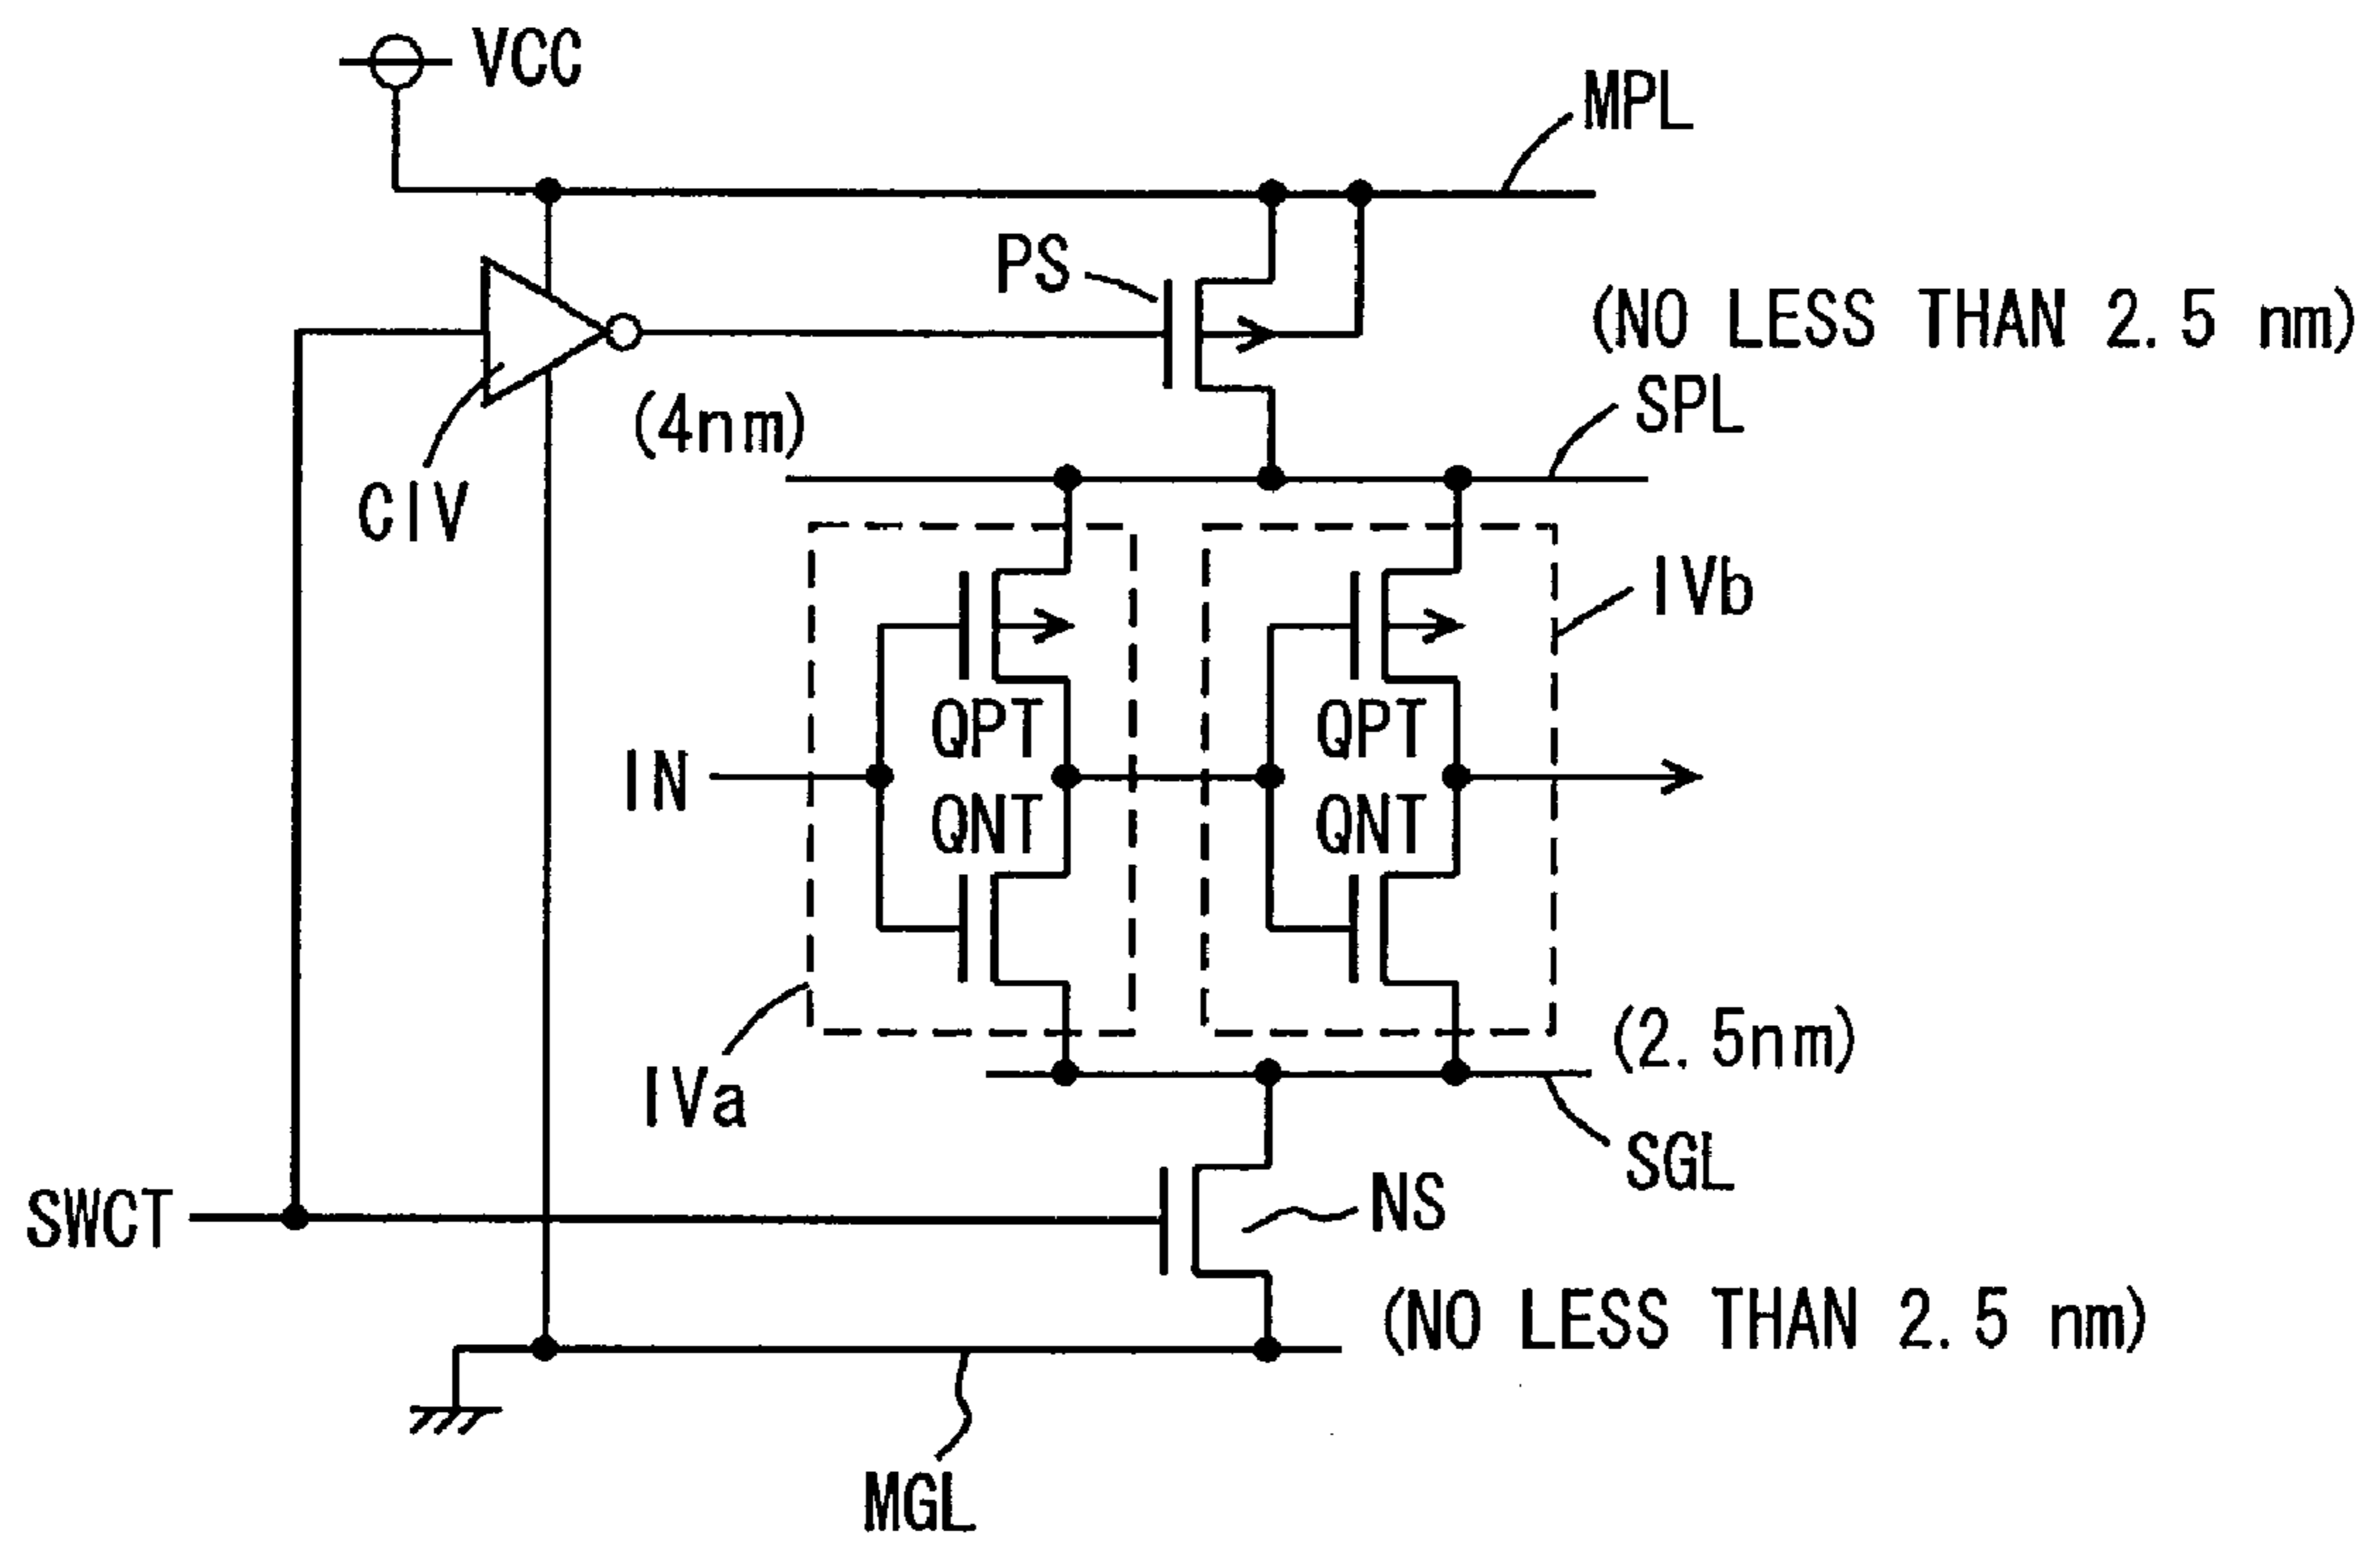 VCC
MPL
PS
(NO LESS THAN 2.5 nm)
SPL
(4nm)
CIV
IVb
QPT
QPT
IN
QNT
QNT
(2.5nm)
IVa
SGL
SWCT
NS
(NO LESS THAN 2.5 nm)
MGL